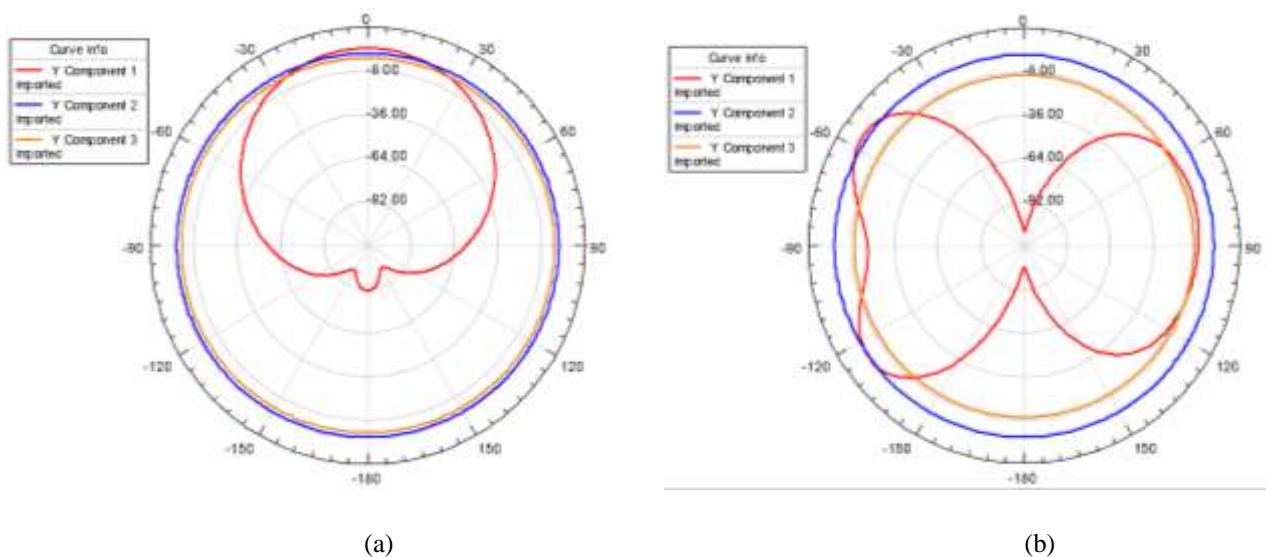 Curve Info
Y Component 1
Imported
Y Component 2
Imported
Y Component 3
Imported
0
-30
30
-8.00
-60
60
-36.00
-64.00
-92.00
-90
90
-120
120
-150
150
-180
(a)
Curve Info
Y Component 1
Imported
Y Component 2
Imported
Y Component 3
Imported
0
-30
30
-8.00
-60
60
-36.00
-64.00
-92.00
-90
90
-120
120
-150
150
-180
(b)